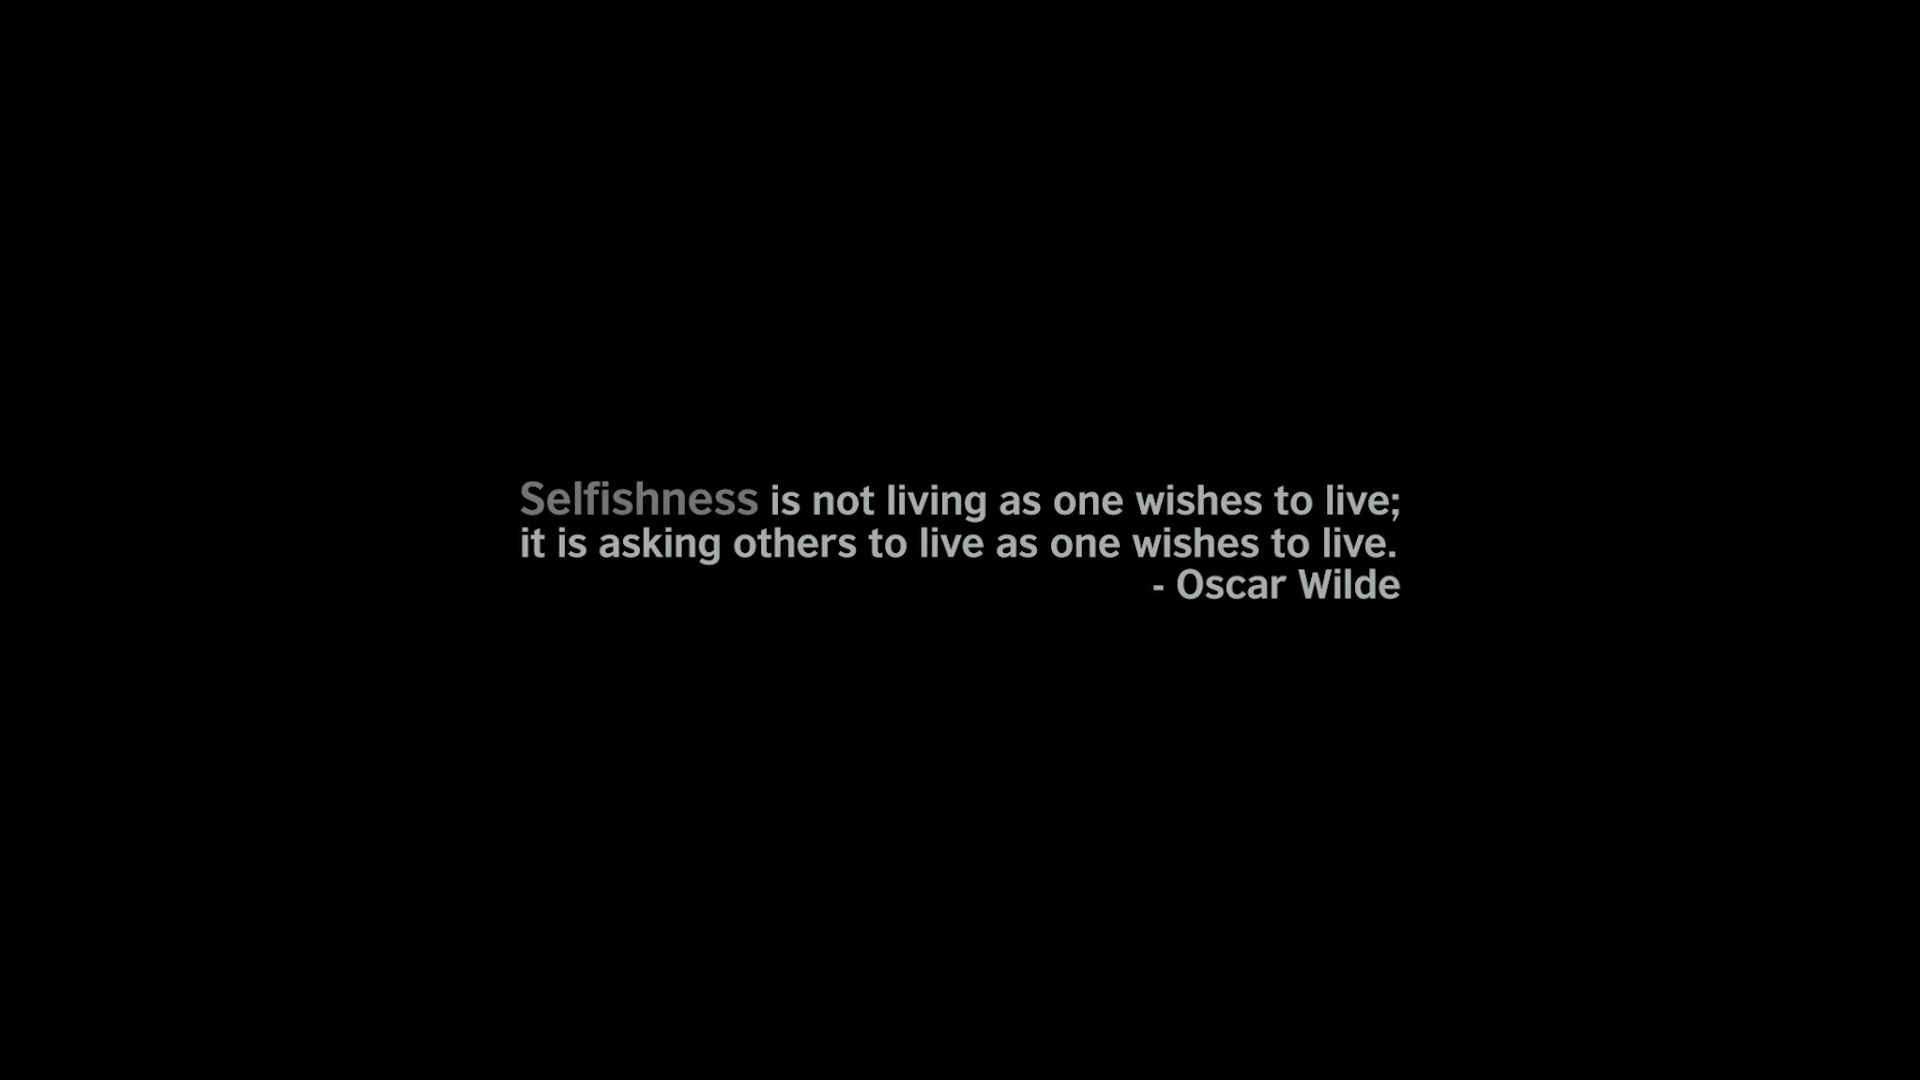 Selfishness is not living as one wishes to live;
it is asking others to live as one wishes to live.
- Oscar Wilde